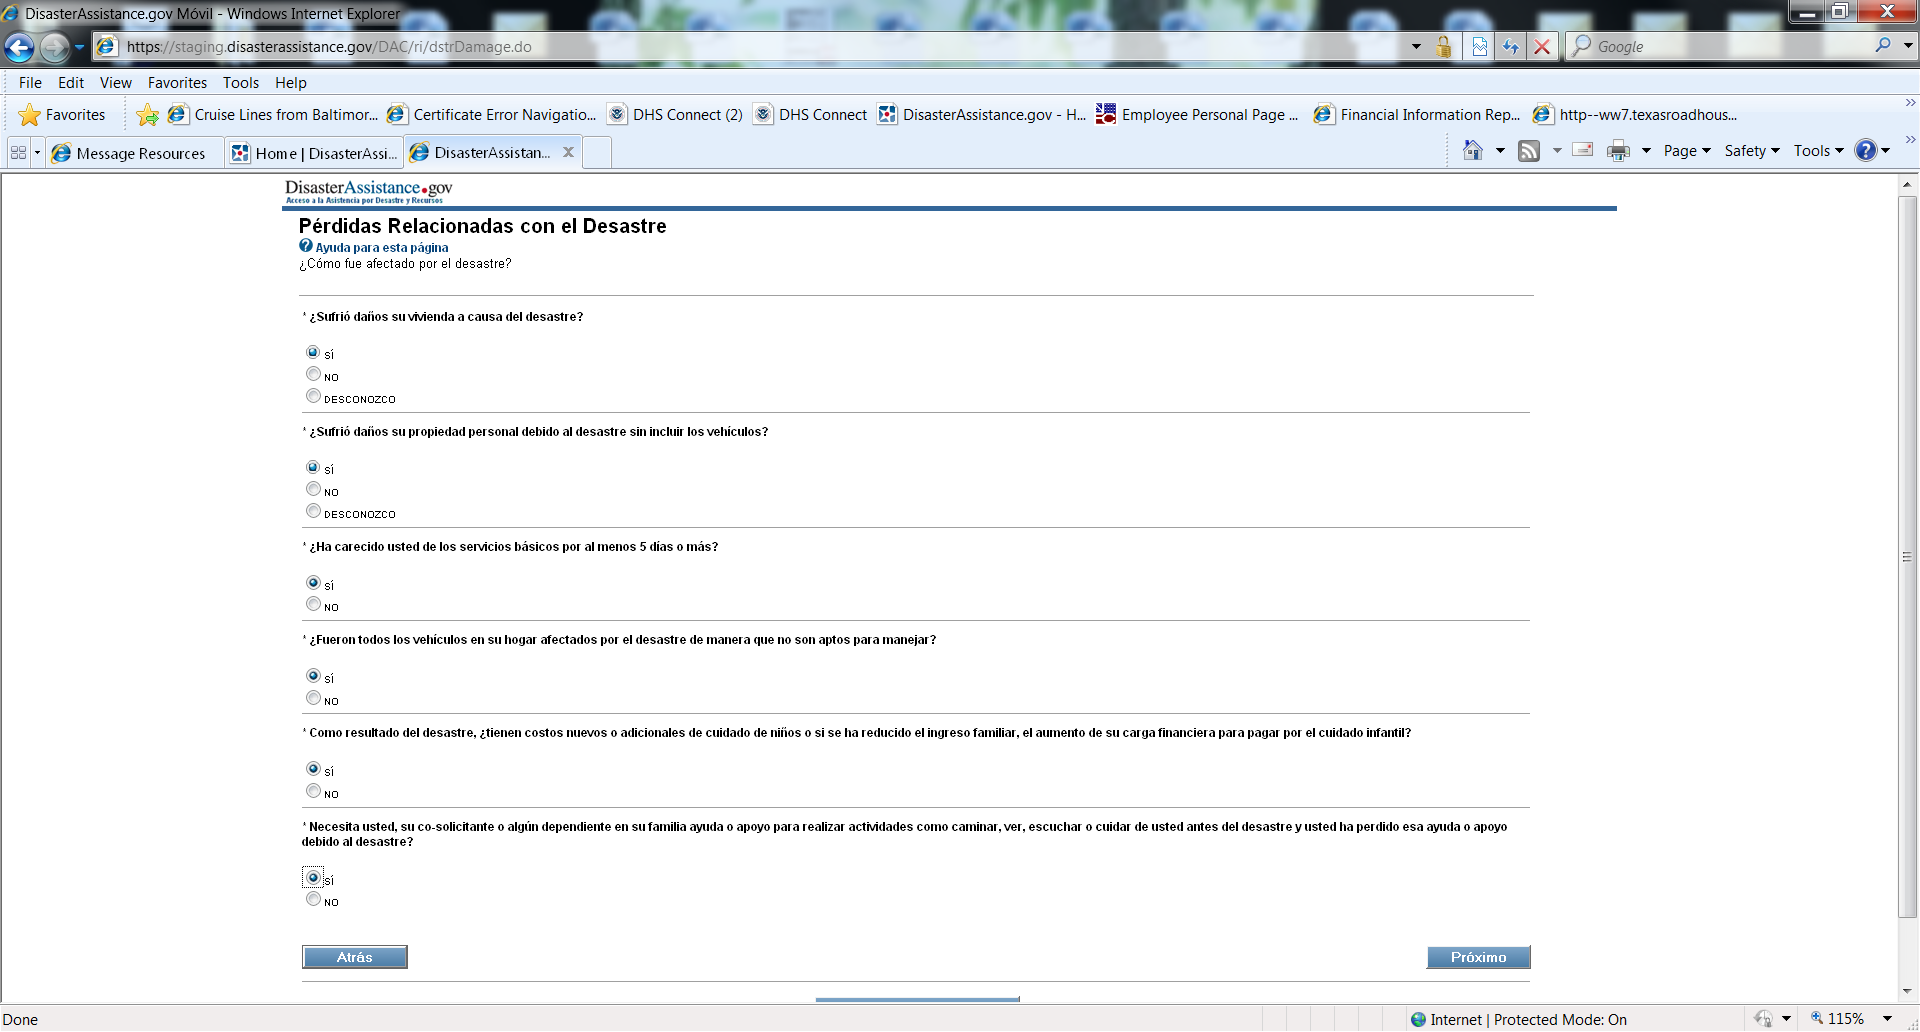 DisasterAssistance.gov Móvil - Windows Internet Explorer
https://staging.disasterassistance.gov/DAC/ri/dstrDamage.do
Google
File Edit View Favorites Tools Help
Favorites Cruise Lines from Baltimor... Certificate Error Navigatio... DHS Connect (2) DHS Connect DisasterAssistance.gov - H... Employee Personal Page ... Financial Information Rep... http--ww7.texasroadhous...
Message Resources Home | DisasterAssi... DisasterAssistan... Page Safety Tools
DisasterAssistance.gov
Acceso a la Asistencia por Desastre y Recursos
Pérdidas Relacionadas con el Desastre
Ayuda para esta página
¿Cómo fue afectado por el desastre?
* ¿Sufrió daños su vivienda a causa del desastre?
SÍ
NO
DESCONOZCO
* ¿Sufrió daños su propiedad personal debido al desastre sin incluir los vehículos?
SÍ
NO
DESCONOZCO
* ¿Ha carecido usted de los servicios básicos por al menos 5 días o más?
SÍ
NO
* ¿Fueron todos los vehículos en su hogar afectados por el desastre de manera que no son aptos para manejar?
SÍ
NO
* Como resultado del desastre, ¿tienen costos nuevos o adicionales de cuidado de niños o si se ha reducido el ingreso familiar, el aumento de su carga financiera para pagar por el cuidado infantil?
SÍ
NO
* Necesita usted, su co-solicitante o algún dependiente en su familia ayuda o apoyo para realizar actividades como caminar, ver, escuchar o cuidar de usted antes del desastre y usted ha perdido esa ayuda o apoyo
debido al desastre?
SÍ
NO
Atrás Próximo
Done Internet | Protected Mode: On 115%